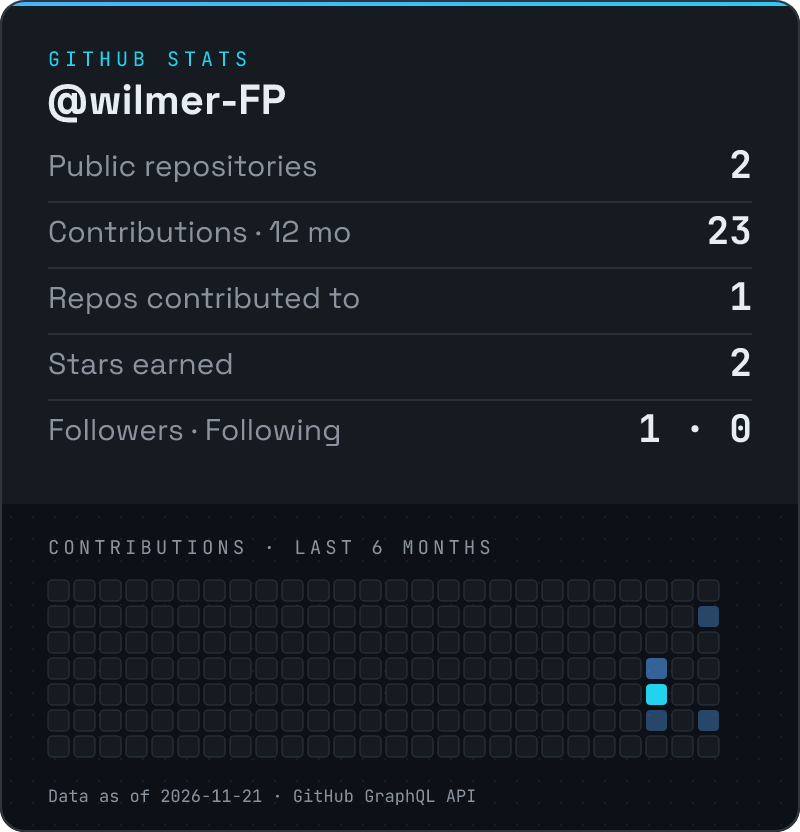 GITHUB STATS
@wilmer-FP
Public repositories 2
Contributions · 12 mo 23
Repos contributed to 1
Stars earned 2
Followers · Following 1 · 0
CONTRIBUTIONS · LAST 6 MONTHS
Data as of 2026-11-21 · GitHub GraphQL API